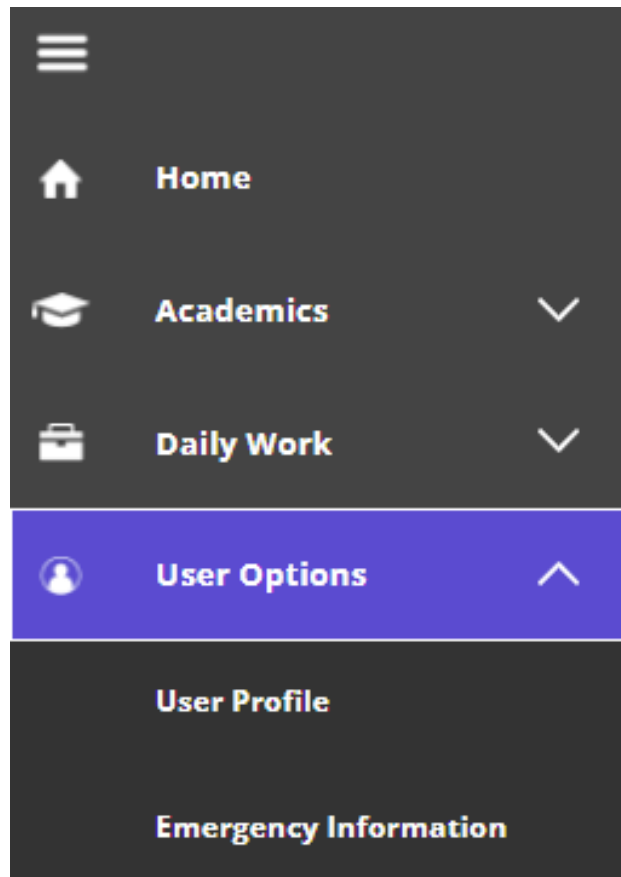 Home
Academics
Daily Work
User Options
User Profile
Emergency Information